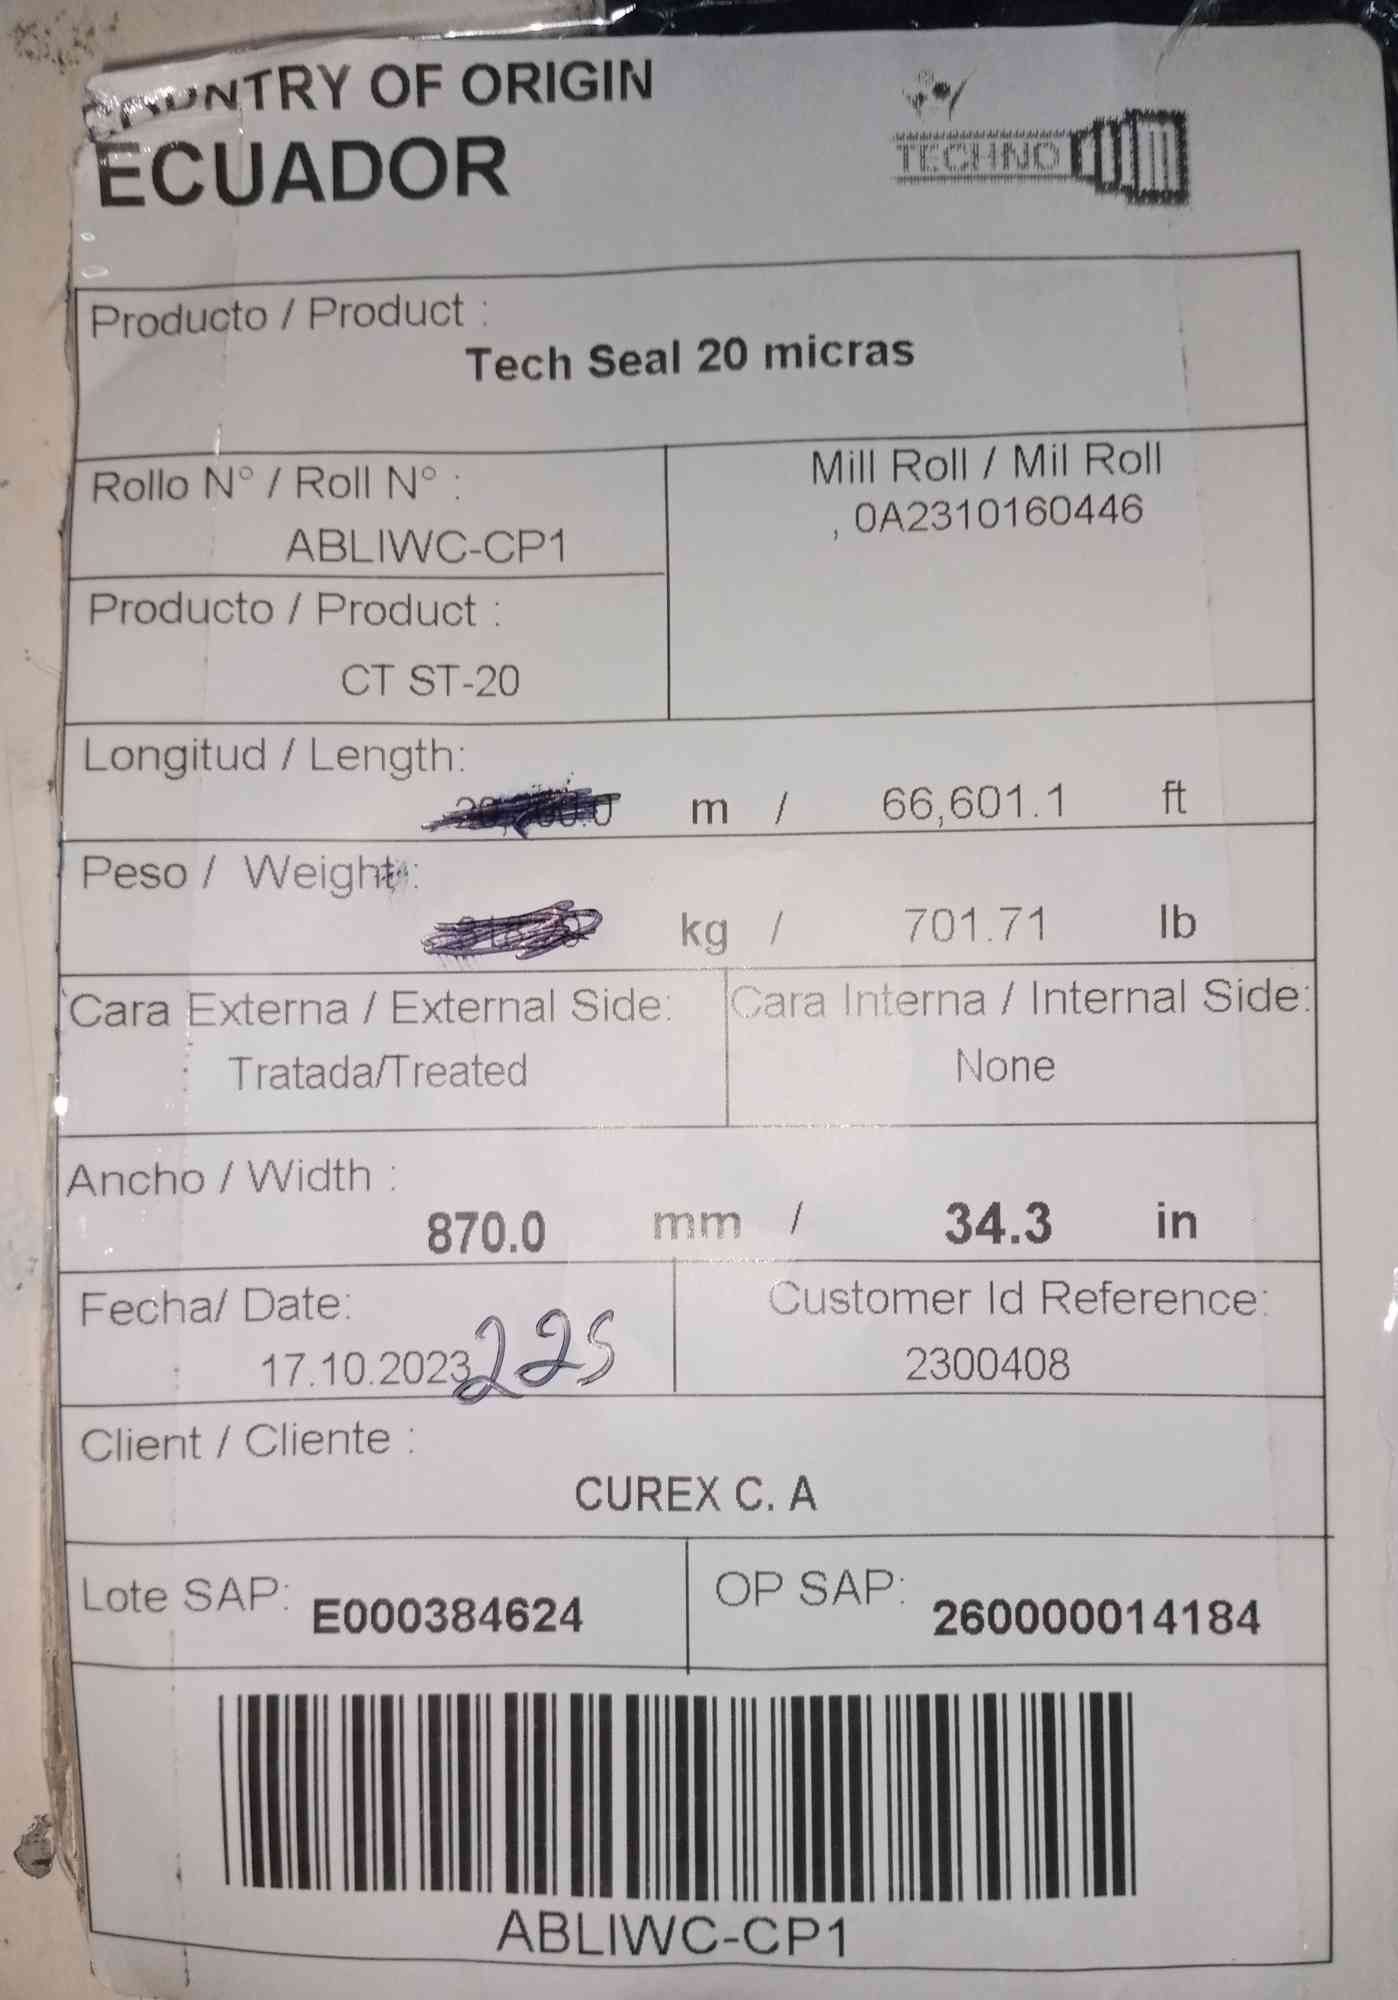 COUNTRY OF ORIGIN
ECUADOR
TECHNO
Producto / Product :
Tech Seal 20 micras
Rollo N° / Roll N° :
ABLIWC-CP1
Mill Roll / Mil Roll
, 0A2310160446
Producto / Product :
CT ST-20
Longitud / Length:
m / 66,601.1 ft
Peso / Weight :
kg / 701.71 lb
Cara Externa / External Side:
Tratada/Treated
Cara Interna / Internal Side:
None
Ancho / Width :
870.0 mm / 34.3 in
Fecha/ Date:
17.10.2023
225
Customer Id Reference:
2300408
Client / Cliente :
CUREX C. A
Lote SAP: E000384624
OP SAP: 260000014184
ABLIWC-CP1